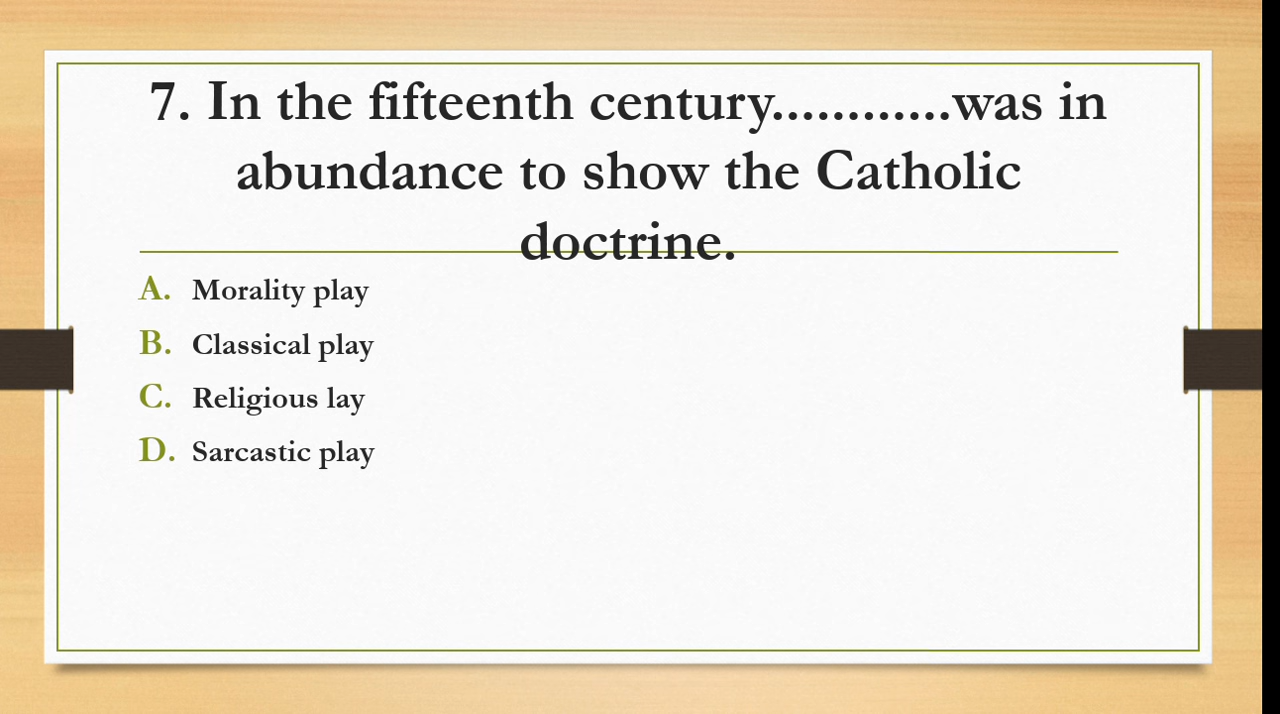 7. In the fifteenth century............was in
abundance to show the Catholic
doctrine.
A. Morality play
B. Classical play
C. Religious lay
D. Sarcastic play